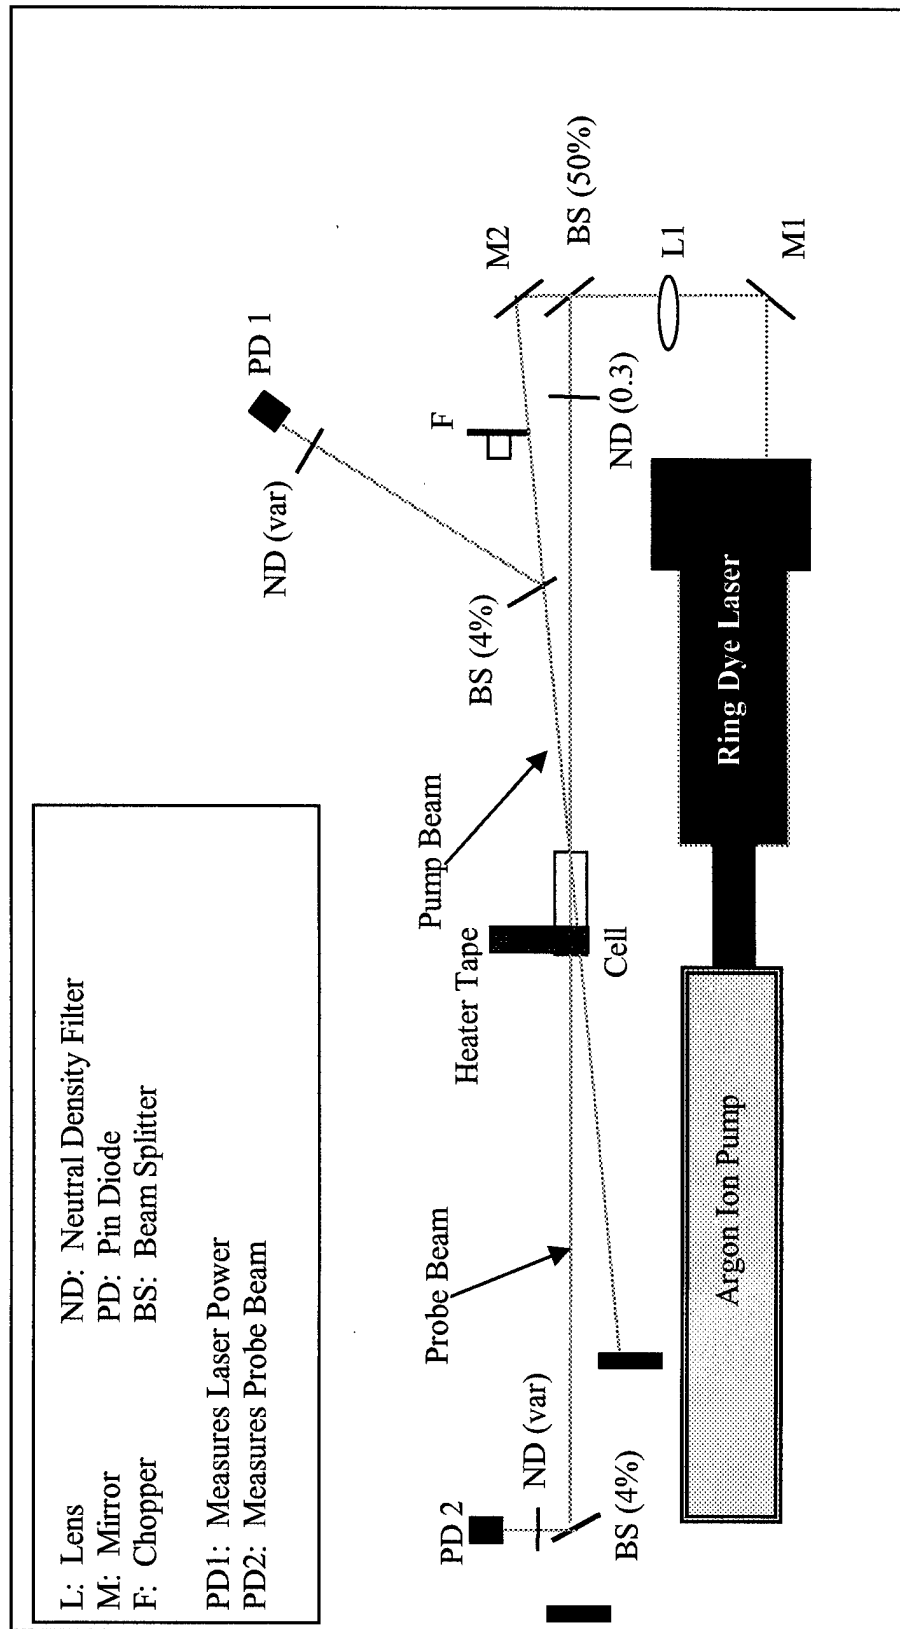 L: Lens ND: Neutral Density Filter
M: Mirror PD: Pin Diode
F: Chopper BS: Beam Splitter
PD1: Measures Laser Power
PD2: Measures Probe Beam
PD 1
ND (var)
M2
F
BS (50%)
BS (4%)
ND (0.3)
L1
M1
Pump Beam
Heater Tape
Cell
Probe Beam
PD 2
ND (var)
BS (4%)
Ring Dye Laser
Argon Ion Pump